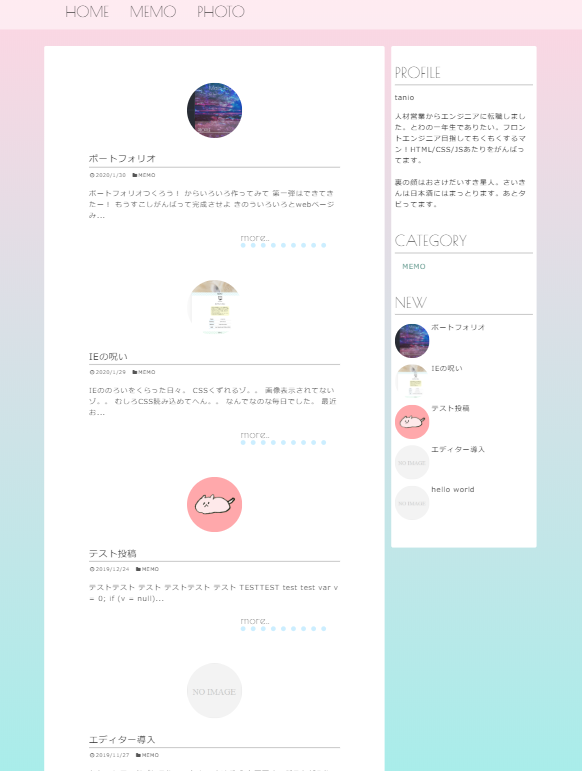 HOME MEMO PHOTO
ポートフォリオ
2020/1/30 MEMO
ポートフォリオつくろう！ からいろいろ作ってみて 第一弾はできてき
たー！ もうすこしがんばって完成させよ きのういろいろとwebページ
み...
more..
IEの呪い
2020/1/29 MEMO
IEののろいをくらった日々。 CSSくずれるゾ。。 画像表示されてない
ゾ。。 むしろCSS読み込めてへん。。 なんでなのな毎日でした。 最近
お...
more..
テスト投稿
2019/12/24 MEMO
テストテスト テスト テストテスト テスト TESTTEST test test var v
= 0; if (v = null)...
more..
NO IMAGE
エディター導入
2019/11/27 MEMO
PROFILE
tanio
人材営業からエンジニアに転職しまし
た。とわの一年生でありたい。フロン
トエンジニア目指してもくもくするマ
ン！HTML/CSS/JSあたりをがんばっ
てます。
裏の顔はおさけだいすき星人。さいき
んは日本酒にはまっとります。あとタ
ビってます。
CATEGORY
MEMO
NEW
ポートフォリオ
IEの呪い
テスト投稿
NO IMAGE
エディター導入
NO IMAGE
hello world